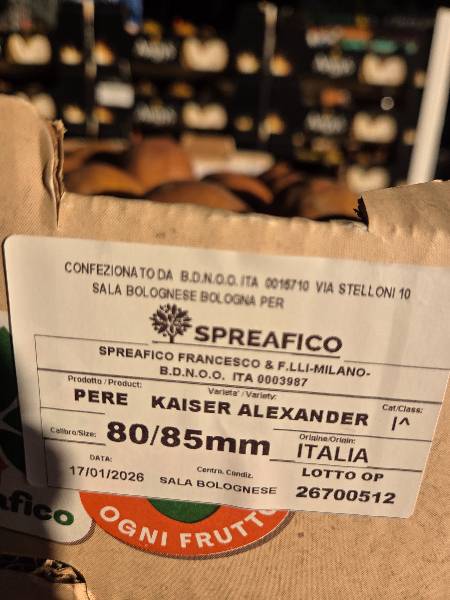 CONFEZIONATO DA B.D.N.O.O. ITA 0015710 VIA STELLONI 10
SALA BOLOGNESE BOLOGNA PER
SPREAFICO
SPREAFICO FRANCESCO & F.LLI-MILANO-
B.D.N.O.O. ITA 0003987
Prodotto / Product: Varieta' / Variety: Cat/Class:
PERE KAISER ALEXANDER I^
Calibro/Size: 80/85mm Origine/Origin: ITALIA
DATA: Centro. Condiz. LOTTO OP
17/01/2026 SALA BOLOGNESE 26700512
afico
OGNI FRUTTO